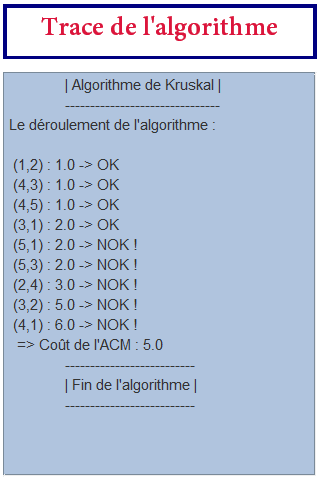 Trace de l'algorithme
| Algorithme de Kruskal |
-------------------------------
Le déroulement de l'algorithme :
(1,2) : 1.0 -> OK
(4,3) : 1.0 -> OK
(4,5) : 1.0 -> OK
(3,1) : 2.0 -> OK
(5,1) : 2.0 -> NOK !
(5,3) : 2.0 -> NOK !
(2,4) : 3.0 -> NOK !
(3,2) : 5.0 -> NOK !
(4,1) : 6.0 -> NOK !
=> Coût de l'ACM : 5.0
--------------------------
| Fin de l'algorithme |
--------------------------